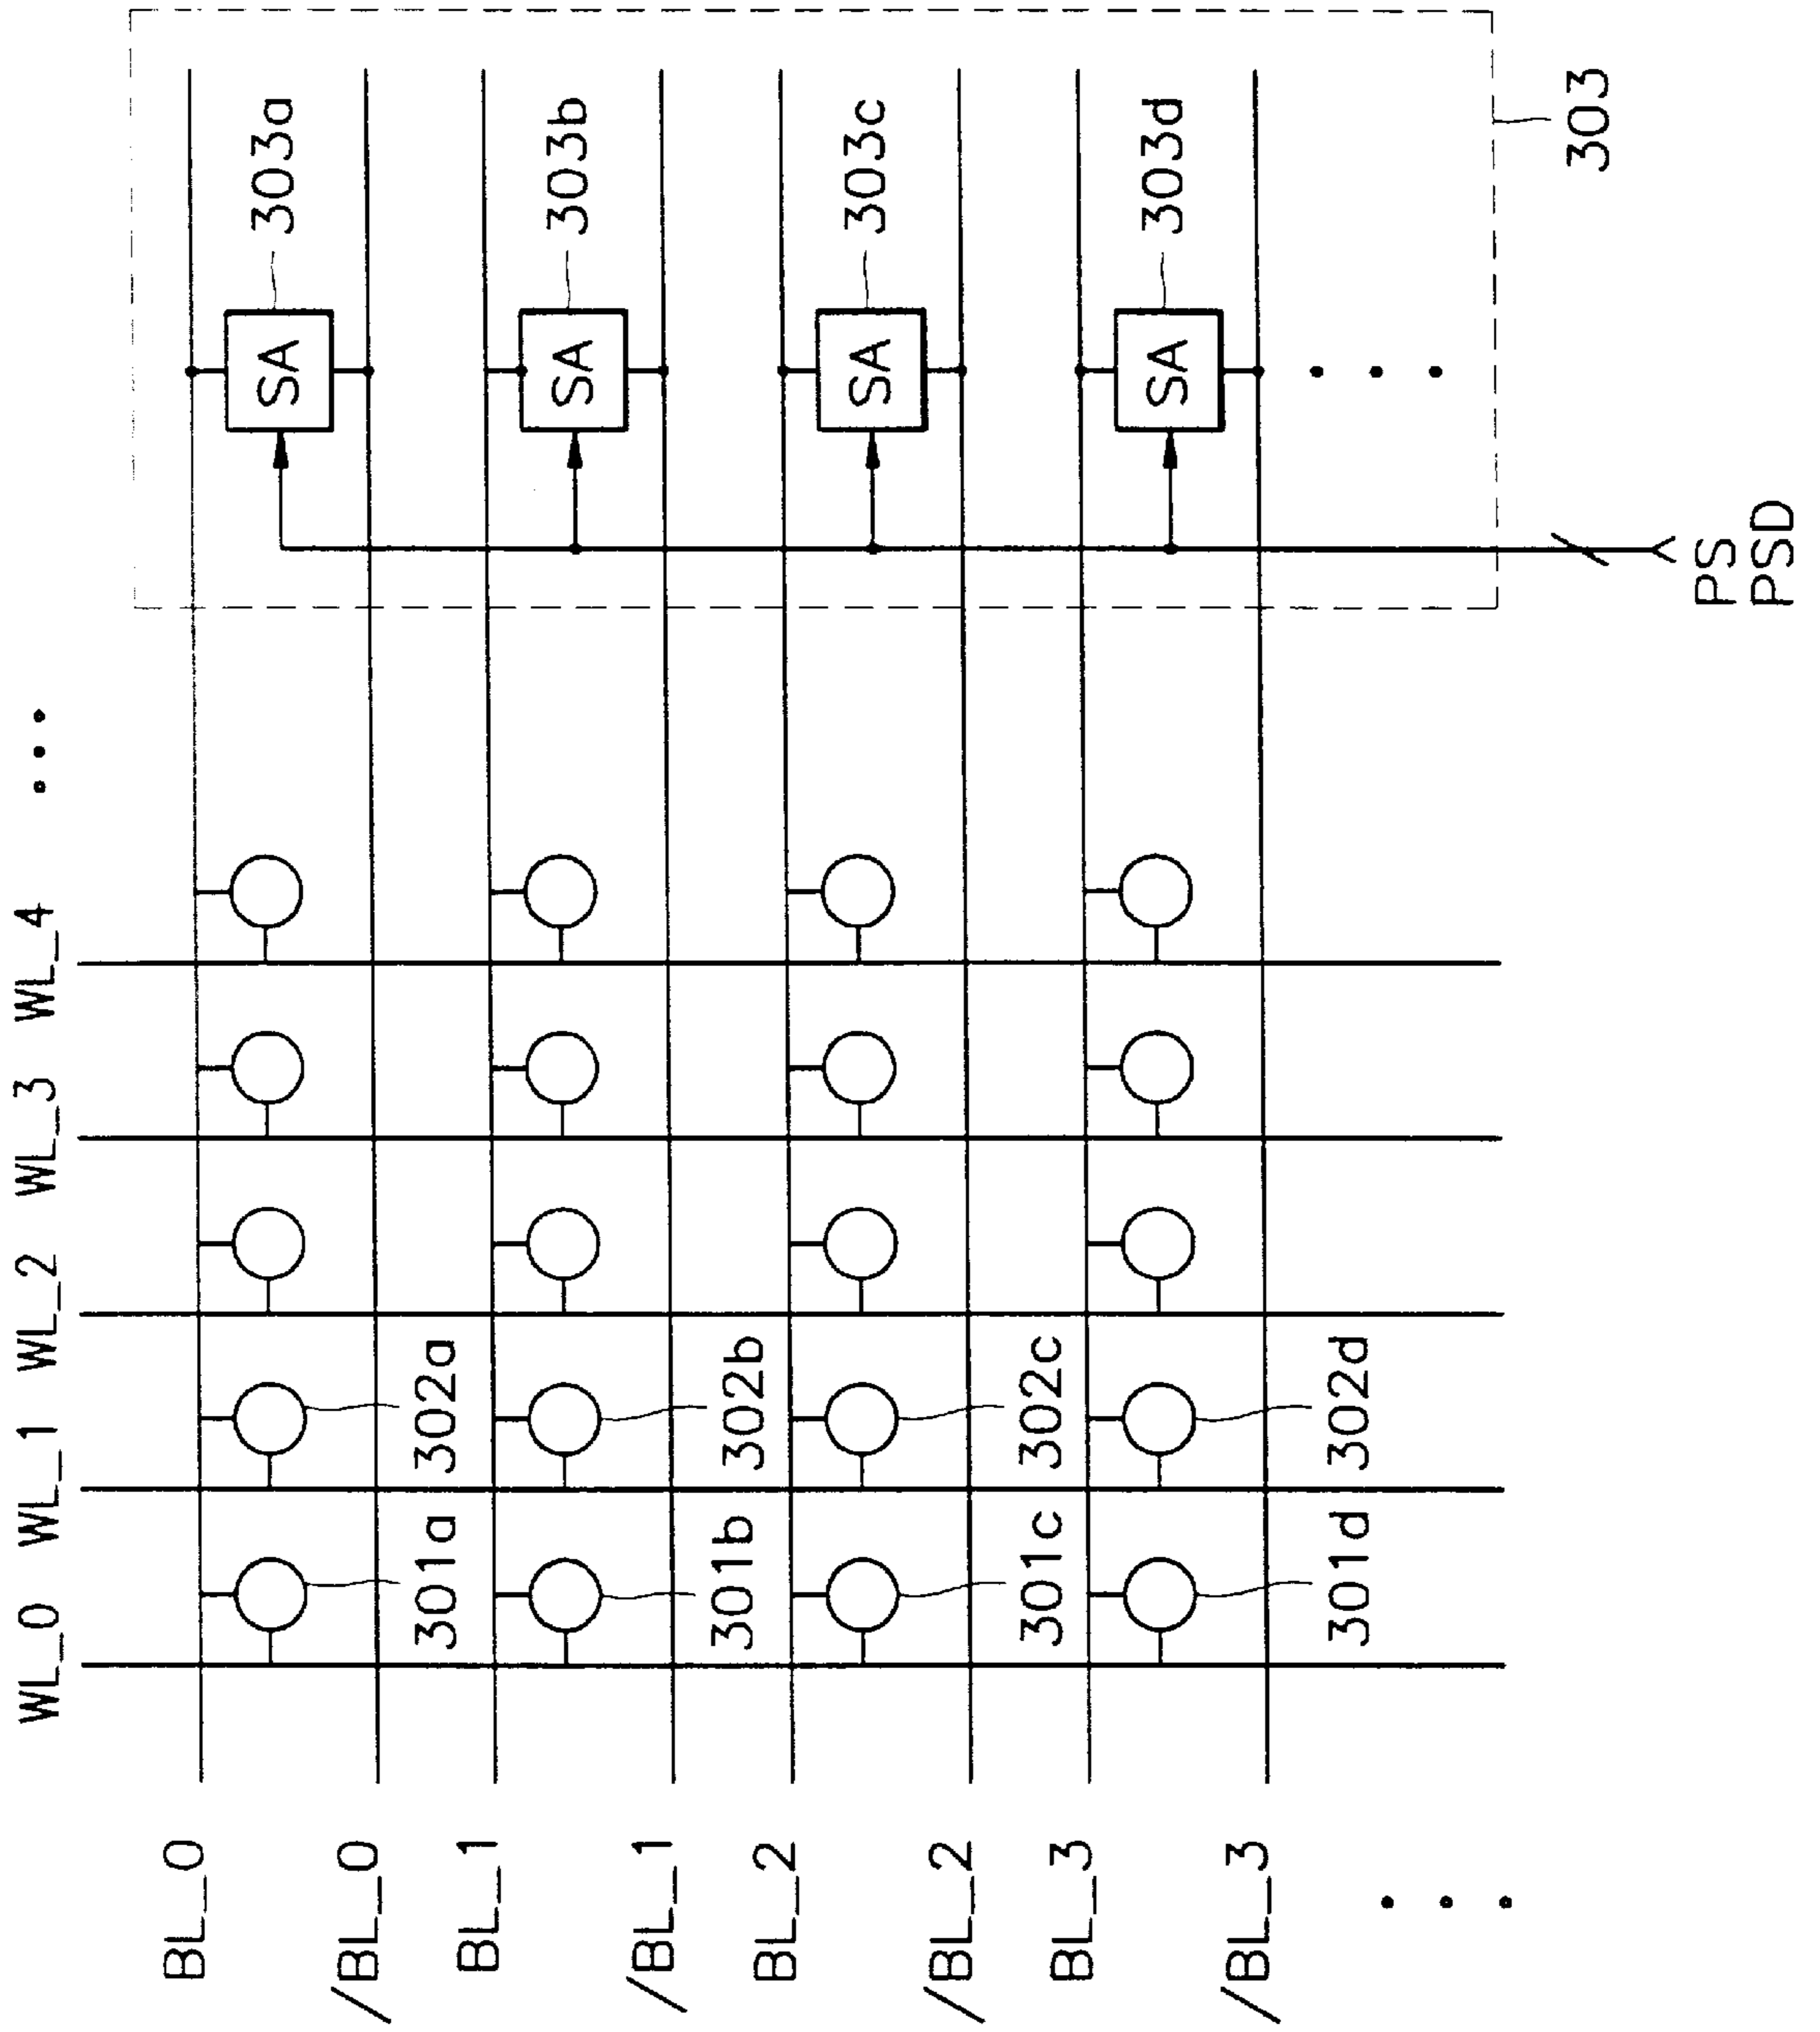 WL_0 WL_1 WL_2 WL_3 WL_4
BL_0
SA
303a
/BL_0
301a
302a
BL_1
SA
303b
/BL_1
301b
302b
BL_2
SA
303c
/BL_2
301c
302c
BL_3
SA
303d
/BL_3
301d
302d
303
PS
PSD